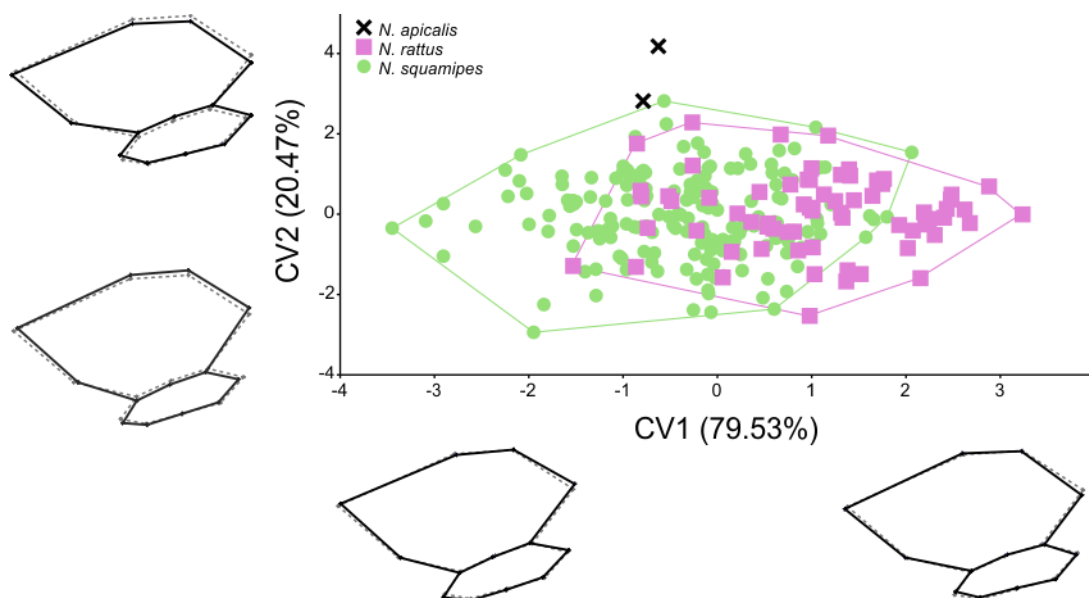 N. apicalis
N. rattus
N. squamipes
CV2 (20.47%)
4
2
0
-2
-4
-4
-3
-2
-1
0
1
2
3
CV1 (79.53%)